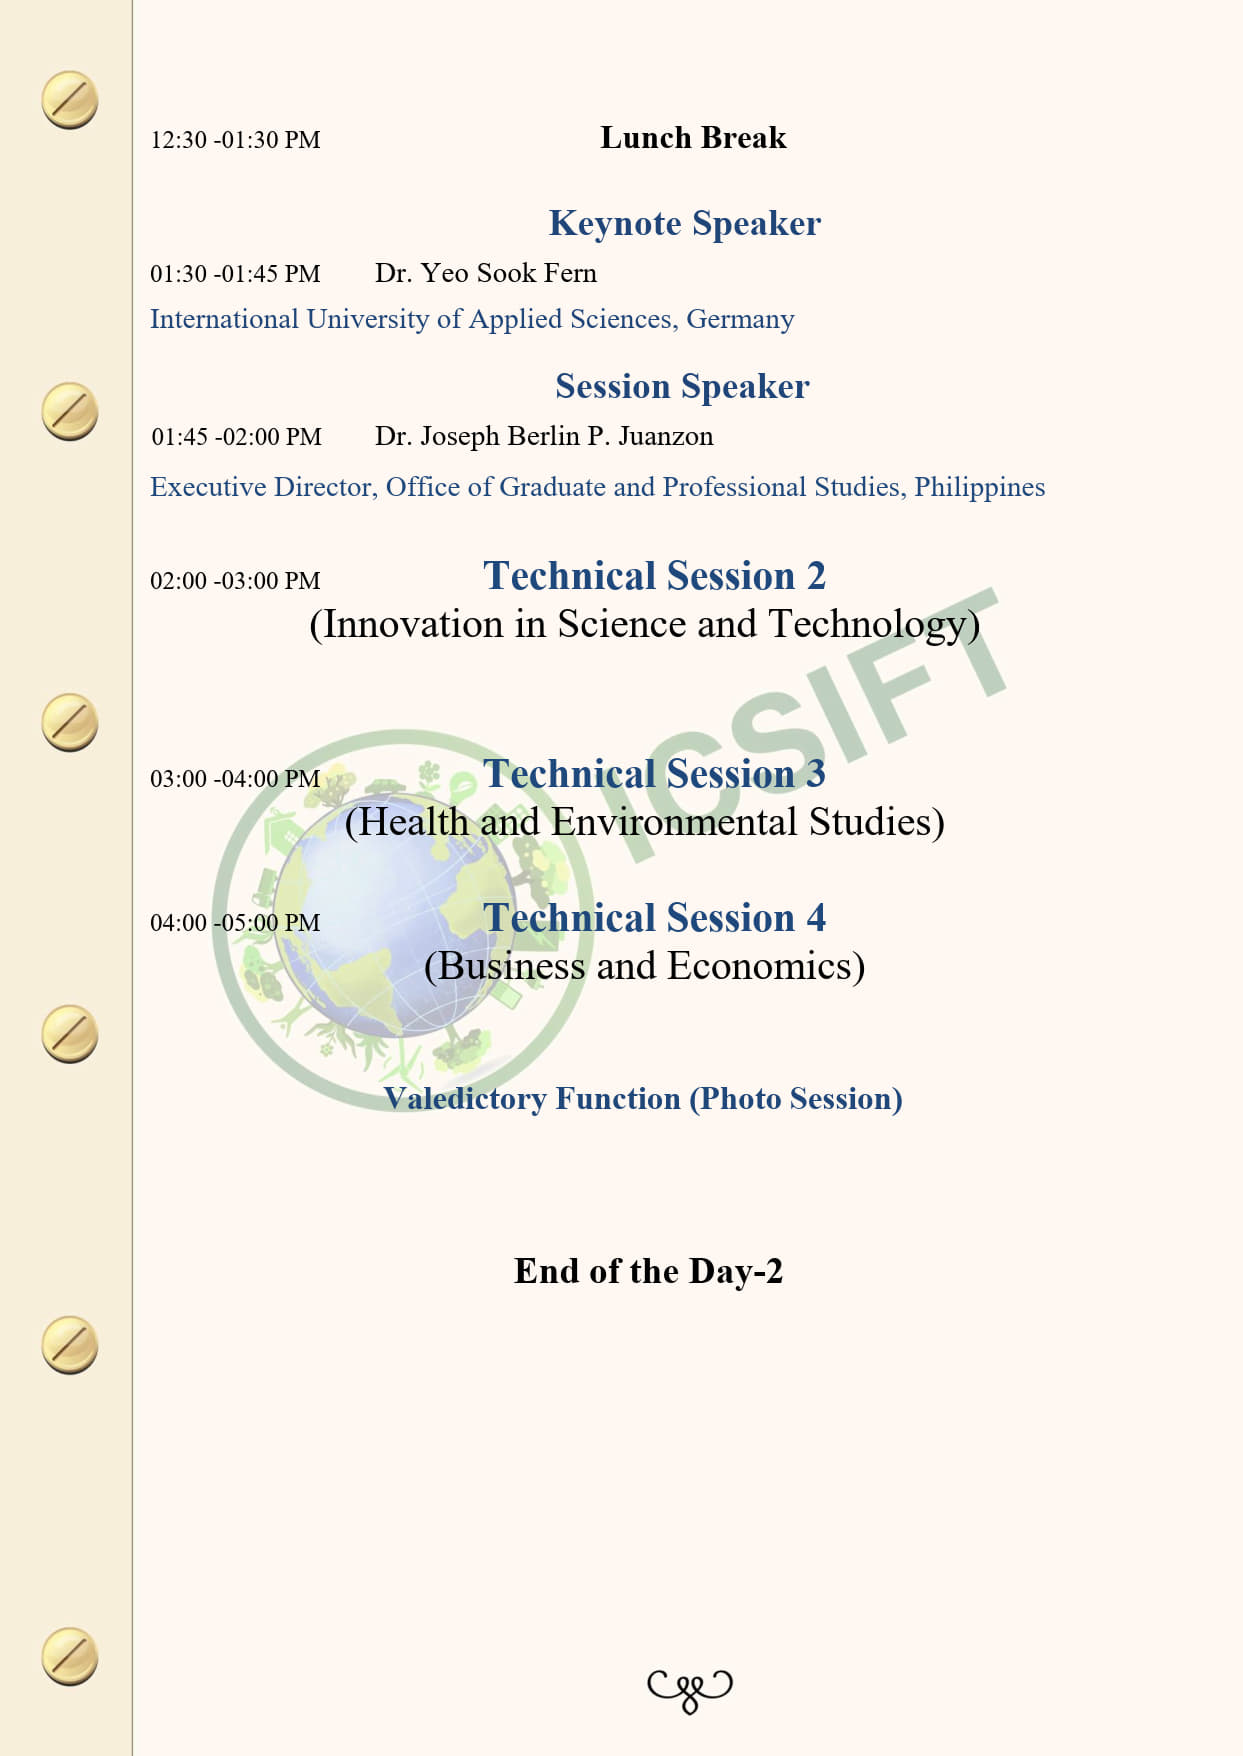 12:30 -01:30 PM Lunch Break
Keynote Speaker
01:30 -01:45 PM Dr. Yeo Sook Fern
International University of Applied Sciences, Germany
Session Speaker
01:45 -02:00 PM Dr. Joseph Berlin P. Juanzon
Executive Director, Office of Graduate and Professional Studies, Philippines
02:00 -03:00 PM Technical Session 2
(Innovation in Science and Technology)
ICSIFT
03:00 -04:00 PM Technical Session 3
(Health and Environmental Studies)
04:00 -05:00 PM Technical Session 4
(Business and Economics)
Valedictory Function (Photo Session)
End of the Day-2